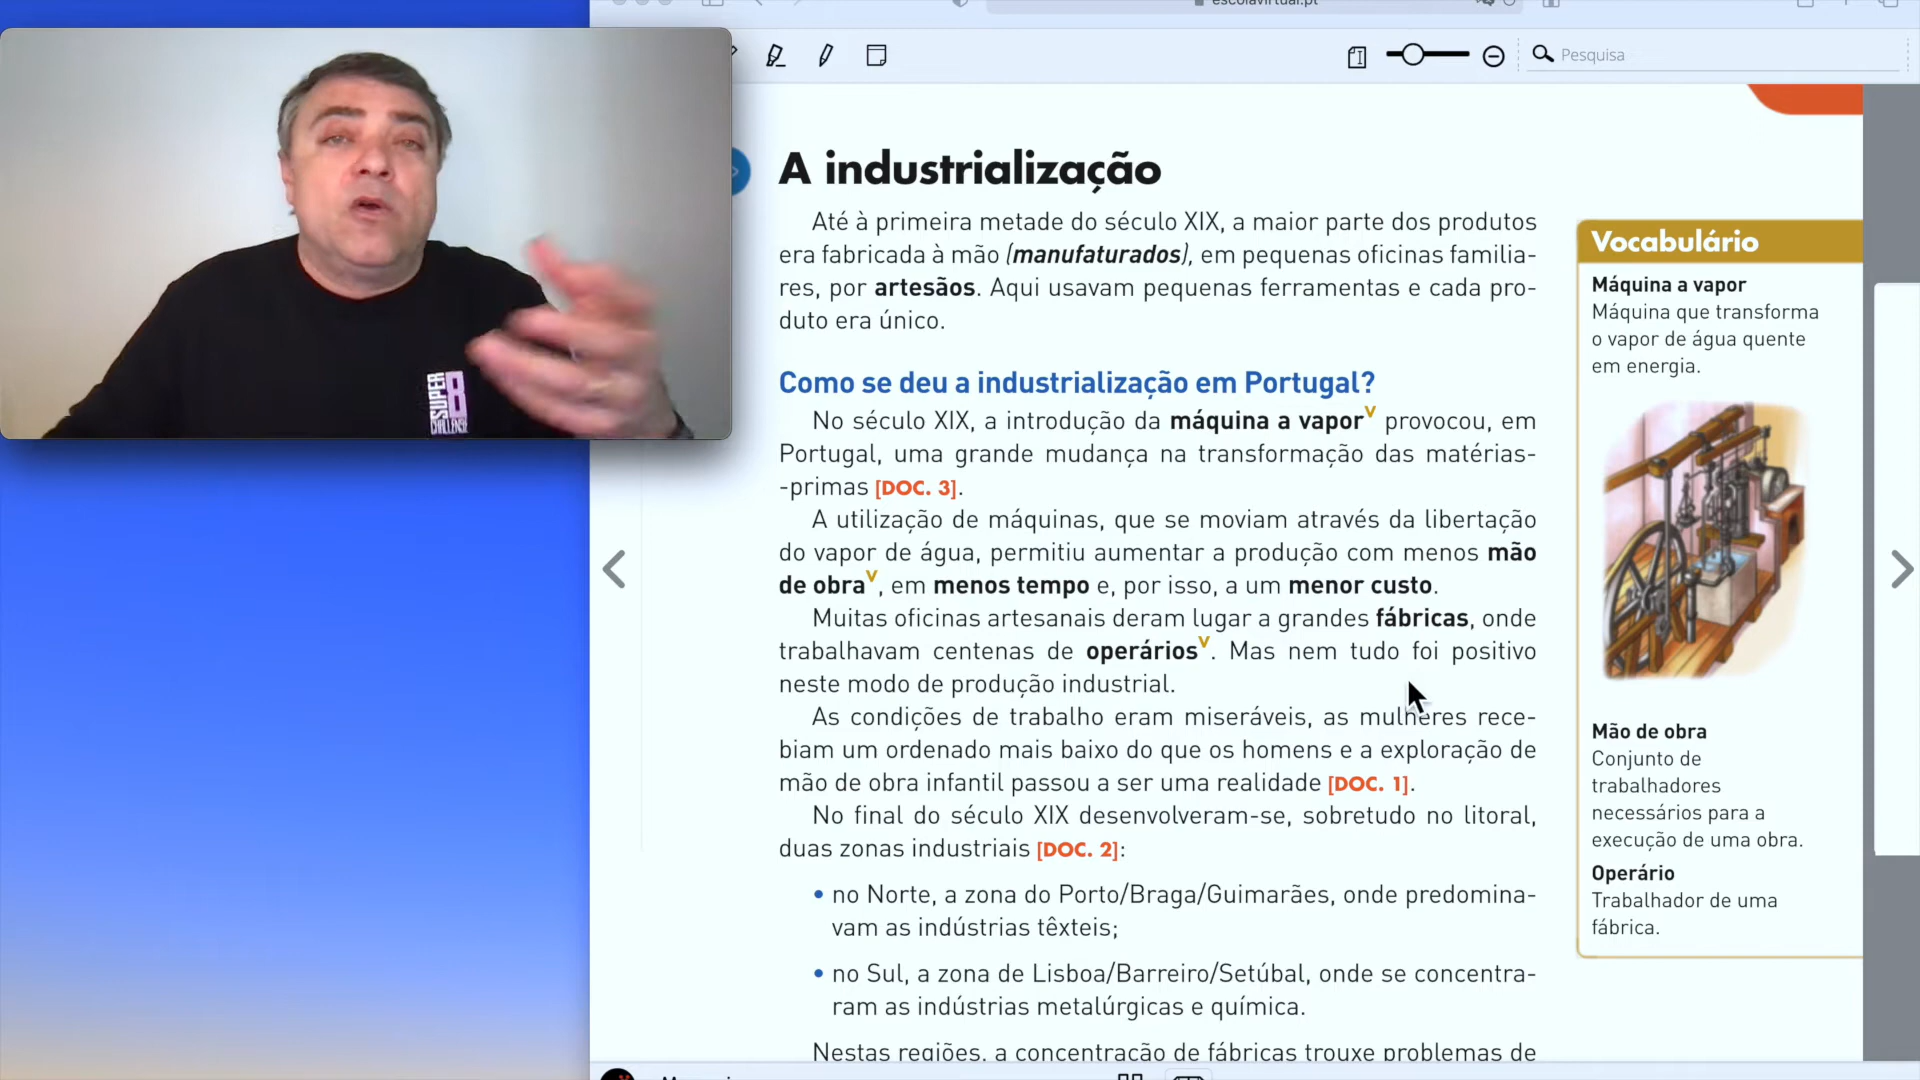 escolavirtual.pt
Pesquisa
A industrialização
Até à primeira metade do século XIX, a maior parte dos produtos
era fabricada à mão (manufaturados), em pequenas oficinas familia-
res, por artesãos. Aqui usavam pequenas ferramentas e cada pro-
duto era único.
Como se deu a industrialização em Portugal?
No século XIX, a introdução da máquina a vaporV provocou, em
Portugal, uma grande mudança na transformação das matérias-
-primas [DOC. 3].
A utilização de máquinas, que se moviam através da libertação
do vapor de água, permitiu aumentar a produção com menos mão
de obraV, em menos tempo e, por isso, a um menor custo.
Muitas oficinas artesanais deram lugar a grandes fábricas, onde
trabalhavam centenas de operáriosV. Mas nem tudo foi positivo
neste modo de produção industrial.
As condições de trabalho eram miseráveis, as mulheres rece-
biam um ordenado mais baixo do que os homens e a exploração de
mão de obra infantil passou a ser uma realidade [DOC. 1].
No final do século XIX desenvolveram-se, sobretudo no litoral,
duas zonas industriais [DOC. 2]:
• no Norte, a zona do Porto/Braga/Guimarães, onde predomina-
vam as indústrias têxteis;
• no Sul, a zona de Lisboa/Barreiro/Setúbal, onde se concentra-
ram as indústrias metalúrgicas e química.
Nestas regiões, a concentração de fábricas trouxe problemas de
Vocabulário
Máquina a vapor
Máquina que transforma
o vapor de água quente
em energia.
Mão de obra
Conjunto de
trabalhadores
necessários para a
execução de uma obra.
Operário
Trabalhador de uma
fábrica.
SUPER
8
CHALLENGE